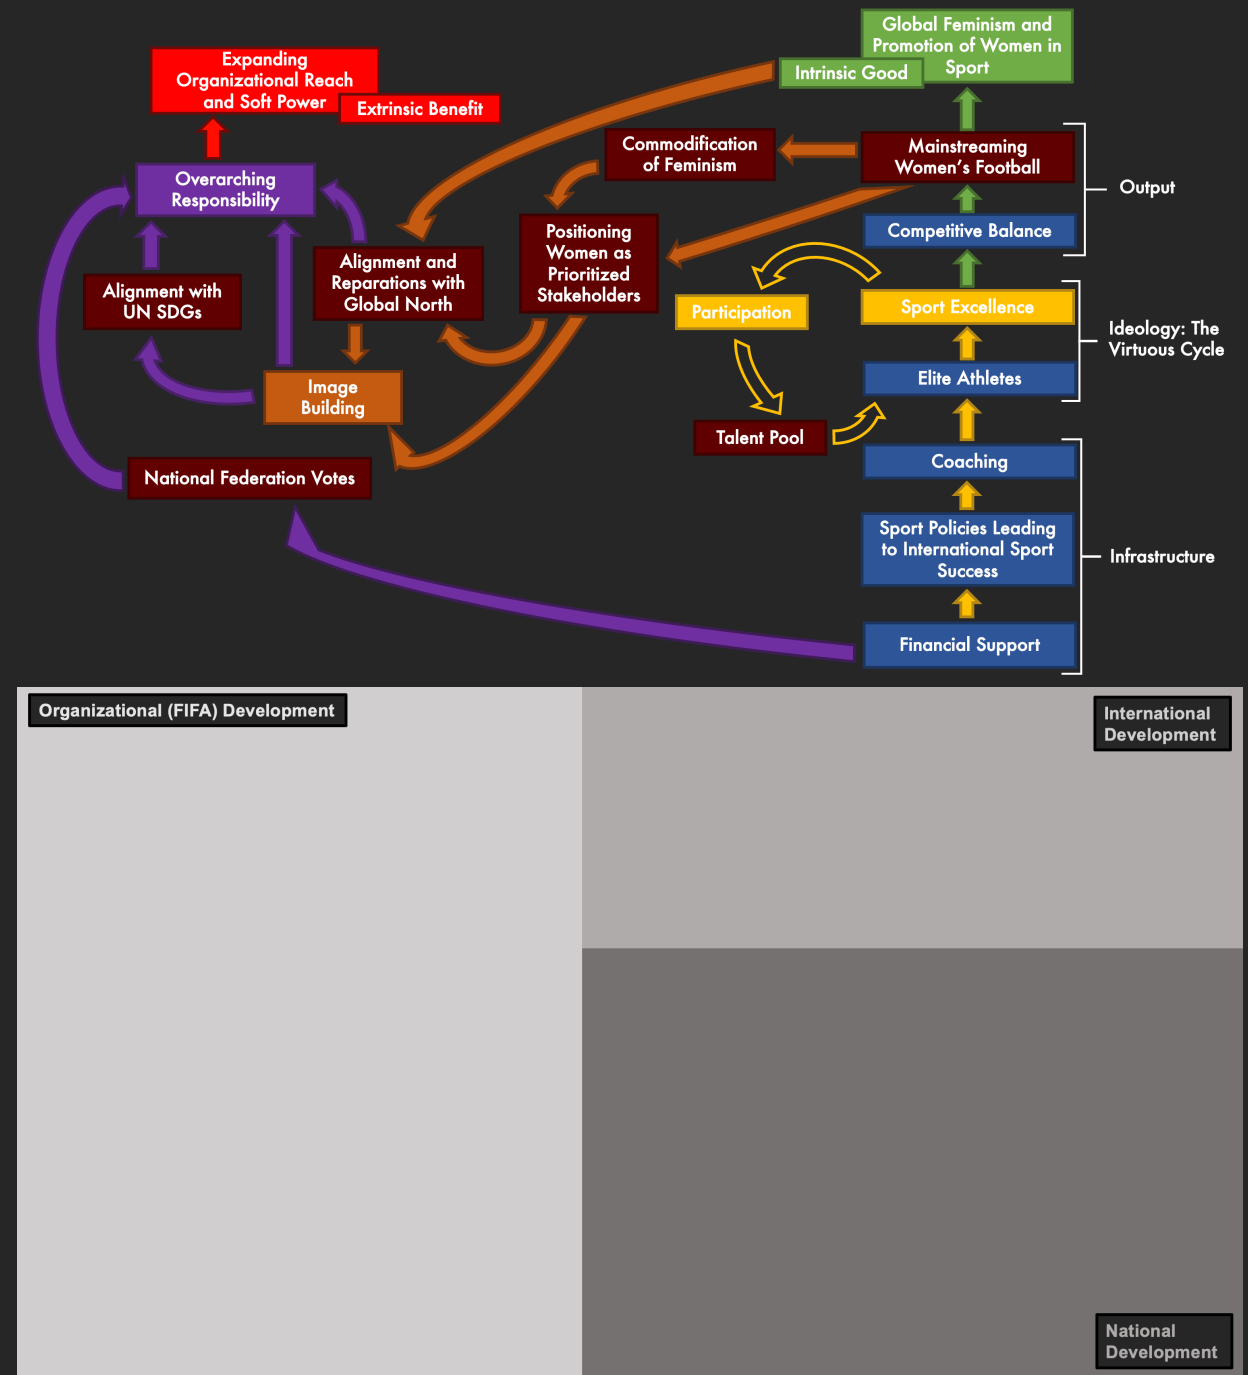 Global Feminism and
Promotion of Women in
Sport
Intrinsic Good
Expanding
Organizational Reach
and Soft Power
Extrinsic Benefit
Commodification
of Feminism
Mainstreaming
Women's Football
Output
Overarching
Responsibility
Competitive Balance
Positioning
Women as
Prioritized
Stakeholders
Alignment and
Reparations with
Global North
Alignment with
UN SDGs
Participation
Sport Excellence
Ideology: The
Virtuous Cycle
Elite Athletes
Image
Building
Talent Pool
Coaching
National Federation Votes
Sport Policies Leading
to International Sport
Success
Infrastructure
Financial Support
Organizational (FIFA) Development
International
Development
National
Development